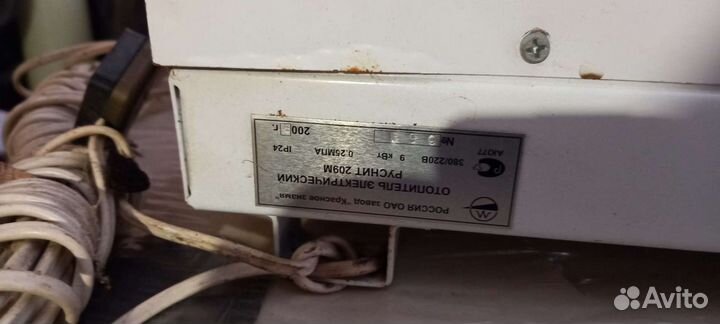 РОССИЯ ОАО завод "Красное знамя"
ОТОПИТЕЛЬ ЭЛЕКТРИЧЕСКИЙ
РУСНИТ 209М
380/220В 9 кВт 0.25МПА IP24
АЮ77
№
200 г.
Avito